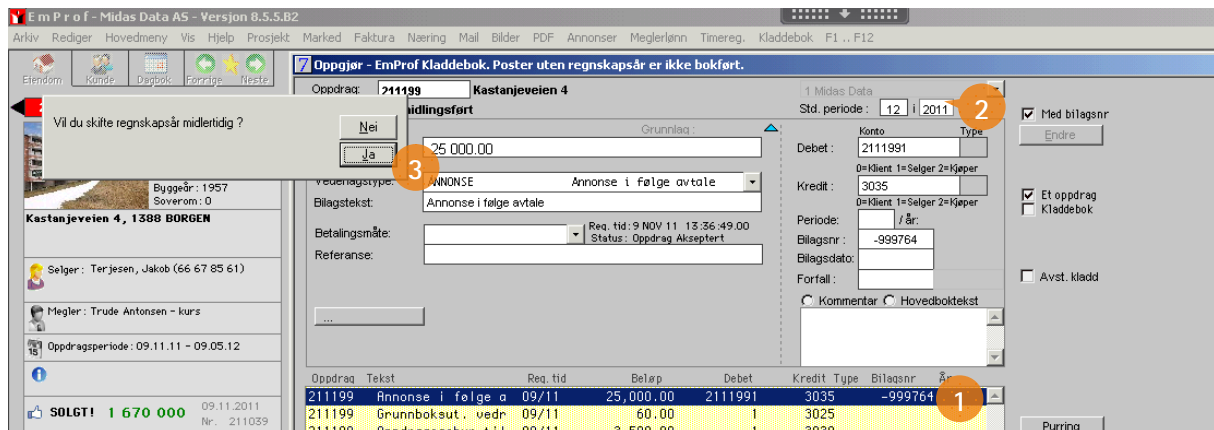 EmProf - Midas Data AS - Versjon 8.5.5.B2
Arkiv Rediger Hovedmeny Vis Hjelp Prosjekt Marked Faktura Næring Mail Bilder PDF Annonser Meglerlønn Timereg. Kladdebok F1 .. F12
Eiendom Kunde Dagbok Forrige Neste
7 Oppgjør - EmProf Kladdebok. Poster uten regnskapsår er ikke bokført.
Oppdrag: 211199 Kastanjeveien 4
1 Midas Data
Std. periode : 12 i 2011
2
Vil du skifte regnskapsår midlertidig ?
Nei
Ja
3
idlingsført
Grunnlag :
25 000.00
Vederlagstype: ANNONSE Annonse i følge avtale
Bilagstekst: Annonse i følge avtale
Betalingsmåte:
Reg. tid: 9 NOV 11 13:36:49.00
Status: Oppdrag Akseptert
Referanse:
...
Konto Type
Debet : 2111991
0=Klient 1=Selger 2=Kjøper
Kredit : 3035
0=Klient 1=Selger 2=Kjøper
Periode: / år:
Bilagsnr : -999764
Bilagsdato:
Forfall :
Kommentar Hovedboktekst
Med bilagsnr
Endre
Et oppdrag
Kladdebok
Avst. kladd
Purring
Byggeår: 1957
Soverom: 0
Kastanjeveien 4, 1388 BORGEN
Selger: Terjesen, Jakob (66 67 85 61)
Megler: Trude Antonsen - kurs
15 Oppdragsperiode: 09.11.11 - 09.05.12
SOLGT! 1 670 000 09.11.2011
Nr. 211039
Oppdrag Tekst Reg. tid Beløp Debet Kredit Type Bilagsnr År
211199 Annonse i følge a 09/11 25,000.00 2111991 3035 -999764
1
211199 Grunnboksut. vedr 09/11 60.00 1 3025